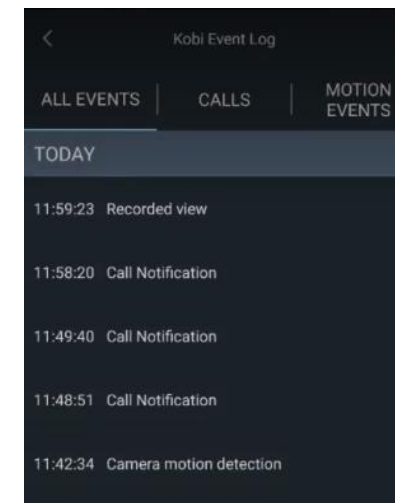 Kobi Event Log
ALL EVENTS
CALLS
MOTION
EVENTS
TODAY
11:59:23 Recorded view
11:58:20 Call Notification
11:49:40 Call Notification
11:48:51 Call Notification
11:42:34 Camera motion detection